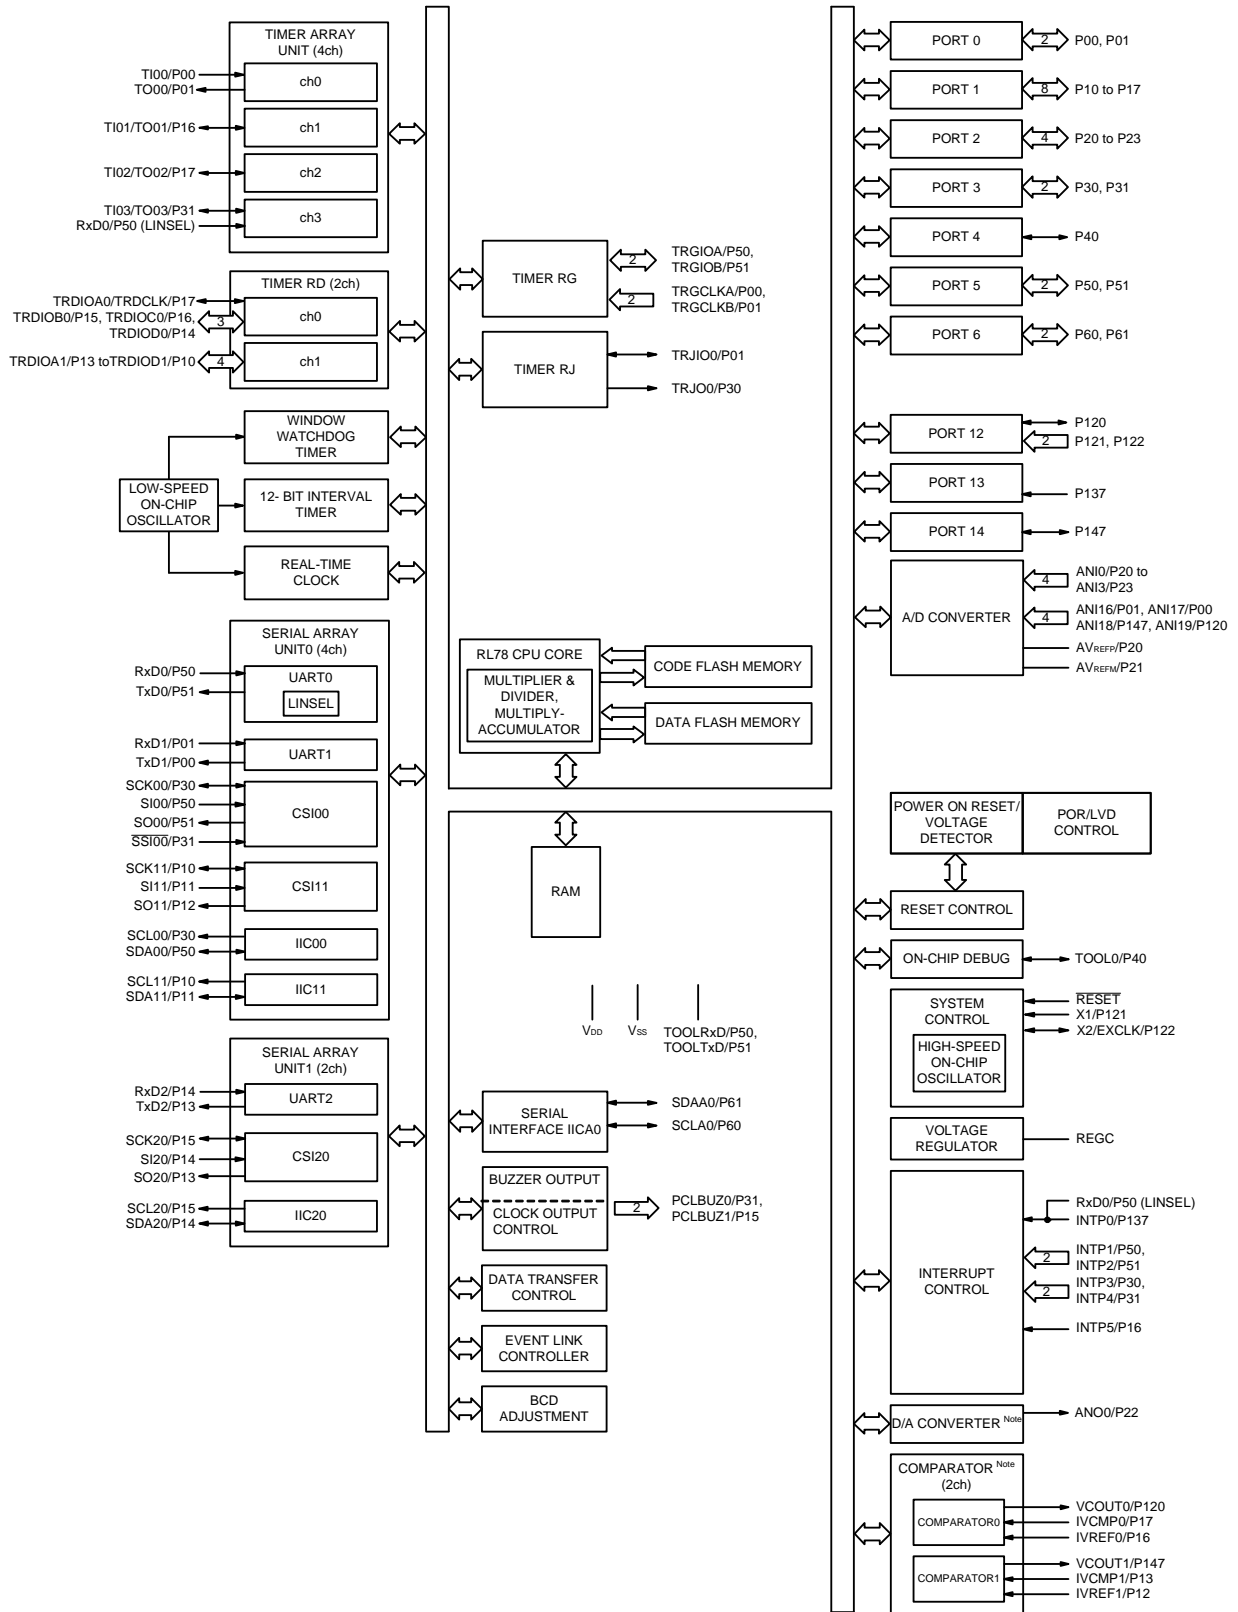 TIMER ARRAY
UNIT (4ch)
TI00/P00
TO00/P01
ch0
TI01/TO01/P16
ch1
TI02/TO02/P17
ch2
TI03/TO03/P31
RxD0/P50 (LINSEL)
ch3
TIMER RD (2ch)
TRDIOA0/TRDCLK/P17
TRDIOB0/P15, TRDIOC0/P16,
TRDIOD0/P14
3
ch0
TRDIOA1/P13 toTRDIOD1/P10
4
ch1
WINDOW
WATCHDOG
TIMER
LOW-SPEED
ON-CHIP
OSCILLATOR
12- BIT INTERVAL
TIMER
REAL-TIME
CLOCK
SERIAL ARRAY
UNIT0 (4ch)
RxD0/P50
TxD0/P51
UART0
LINSEL
RxD1/P01
TxD1/P00
UART1
SCK00/P30
SI00/P50
SO00/P51
SSI00/P31
CSI00
SCK11/P10
SI11/P11
SO11/P12
CSI11
SCL00/P30
SDA00/P50
IIC00
SCL11/P10
SDA11/P11
IIC11
SERIAL ARRAY
UNIT1 (2ch)
RxD2/P14
TxD2/P13
UART2
SCK20/P15
SI20/P14
SO20/P13
CSI20
SCL20/P15
SDA20/P14
IIC20
TIMER RG
2
TRGIOA/P50,
TRGIOB/P51
2
TRGCLKA/P00,
TRGCLKB/P01
TIMER RJ
TRJIO0/P01
TRJO0/P30
RL78 CPU CORE
MULTIPLIER &
DIVIDER,
MULTIPLY-
ACCUMULATOR
CODE FLASH MEMORY
DATA FLASH MEMORY
RAM
VDD
VSS
TOOLRxD/P50,
TOOLTxD/P51
SERIAL
INTERFACE IICA0
SDAA0/P61
SCLA0/P60
BUZZER OUTPUT
CLOCK OUTPUT
CONTROL
2
PCLBUZ0/P31,
PCLBUZ1/P15
DATA TRANSFER
CONTROL
EVENT LINK
CONTROLLER
BCD
ADJUSTMENT
PORT 0
2
P00, P01
PORT 1
8
P10 to P17
PORT 2
4
P20 to P23
PORT 3
2
P30, P31
PORT 4
P40
PORT 5
2
P50, P51
PORT 6
2
P60, P61
PORT 12
P120
2
P121, P122
PORT 13
P137
PORT 14
P147
A/D CONVERTER
4
ANI0/P20 to
ANI3/P23
4
ANI16/P01, ANI17/P00
ANI18/P147, ANI19/P120
AVREFP/P20
AVREFM/P21
POWER ON RESET/
VOLTAGE
DETECTOR
POR/LVD
CONTROL
RESET CONTROL
ON-CHIP DEBUG
TOOL0/P40
SYSTEM
CONTROL
HIGH-SPEED
ON-CHIP
OSCILLATOR
RESET
X1/P121
X2/EXCLK/P122
VOLTAGE
REGULATOR
REGC
INTERRUPT
CONTROL
RxD0/P50 (LINSEL)
INTP0/P137
2
INTP1/P50,
INTP2/P51
2
INTP3/P30,
INTP4/P31
INTP5/P16
D/A CONVERTER Note
ANO0/P22
COMPARATOR Note
(2ch)
COMPARATOR0
VCOUT0/P120
IVCMP0/P17
IVREF0/P16
COMPARATOR1
VCOUT1/P147
IVCMP1/P13
IVREF1/P12